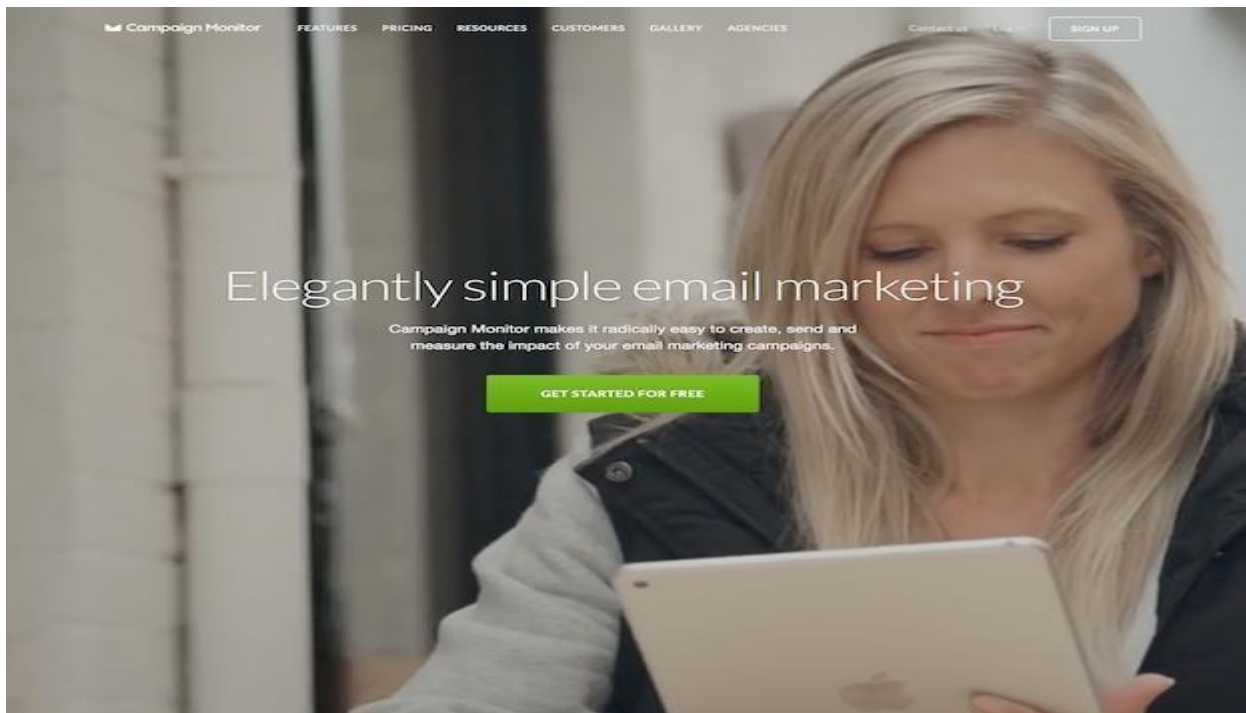 Campaign Monitor FEATURES PRICING RESOURCES CUSTOMERS GALLERY AGENCIES Contact us Log in SIGN UP
Elegantly simple email marketing
Campaign Monitor makes it radically easy to create, send and
measure the impact of your email marketing campaigns.
GET STARTED FOR FREE